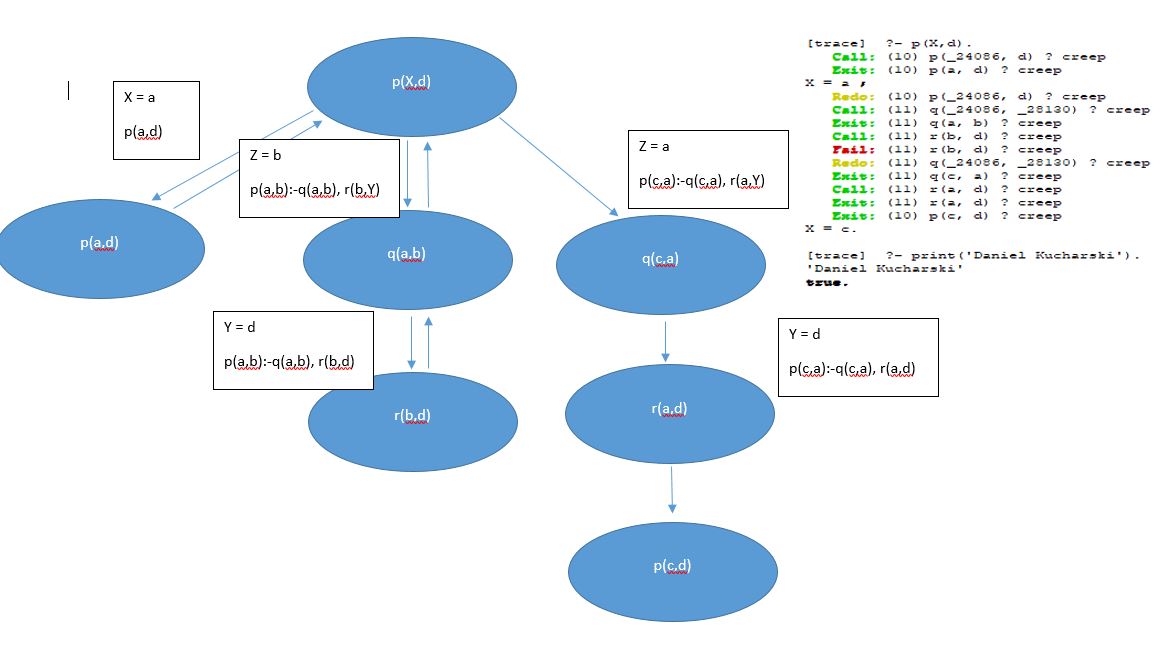 p(X,d)
X = a
p(a,d)
Z = b
p(a,b):-q(a,b), r(b,Y)
Z = a
p(c,a):-q(c,a), r(a,Y)
p(a,d)
q(a,b)
q(c,a)
Y = d
p(a,b):-q(a,b), r(b,d)
Y = d
p(c,a):-q(c,a), r(a,d)
r(b,d)
r(a,d)
p(c,d)
[trace]  ?- p(X,d).
Call: (10) p(_24086, d) ? creep
Exit: (10) p(a, d) ? creep
X = a ;
Redo: (10) p(_24086, d) ? creep
Call: (11) q(_24086, _28130) ? creep
Exit: (11) q(a, b) ? creep
Call: (11) r(b, d) ? creep
Fail: (11) r(b, d) ? creep
Redo: (11) q(_24086, _28130) ? creep
Exit: (11) q(c, a) ? creep
Call: (11) r(a, d) ? creep
Exit: (11) r(a, d) ? creep
Exit: (10) p(c, d) ? creep
X = c.
[trace]  ?- print('Daniel Kucharski').
'Daniel Kucharski'
true.